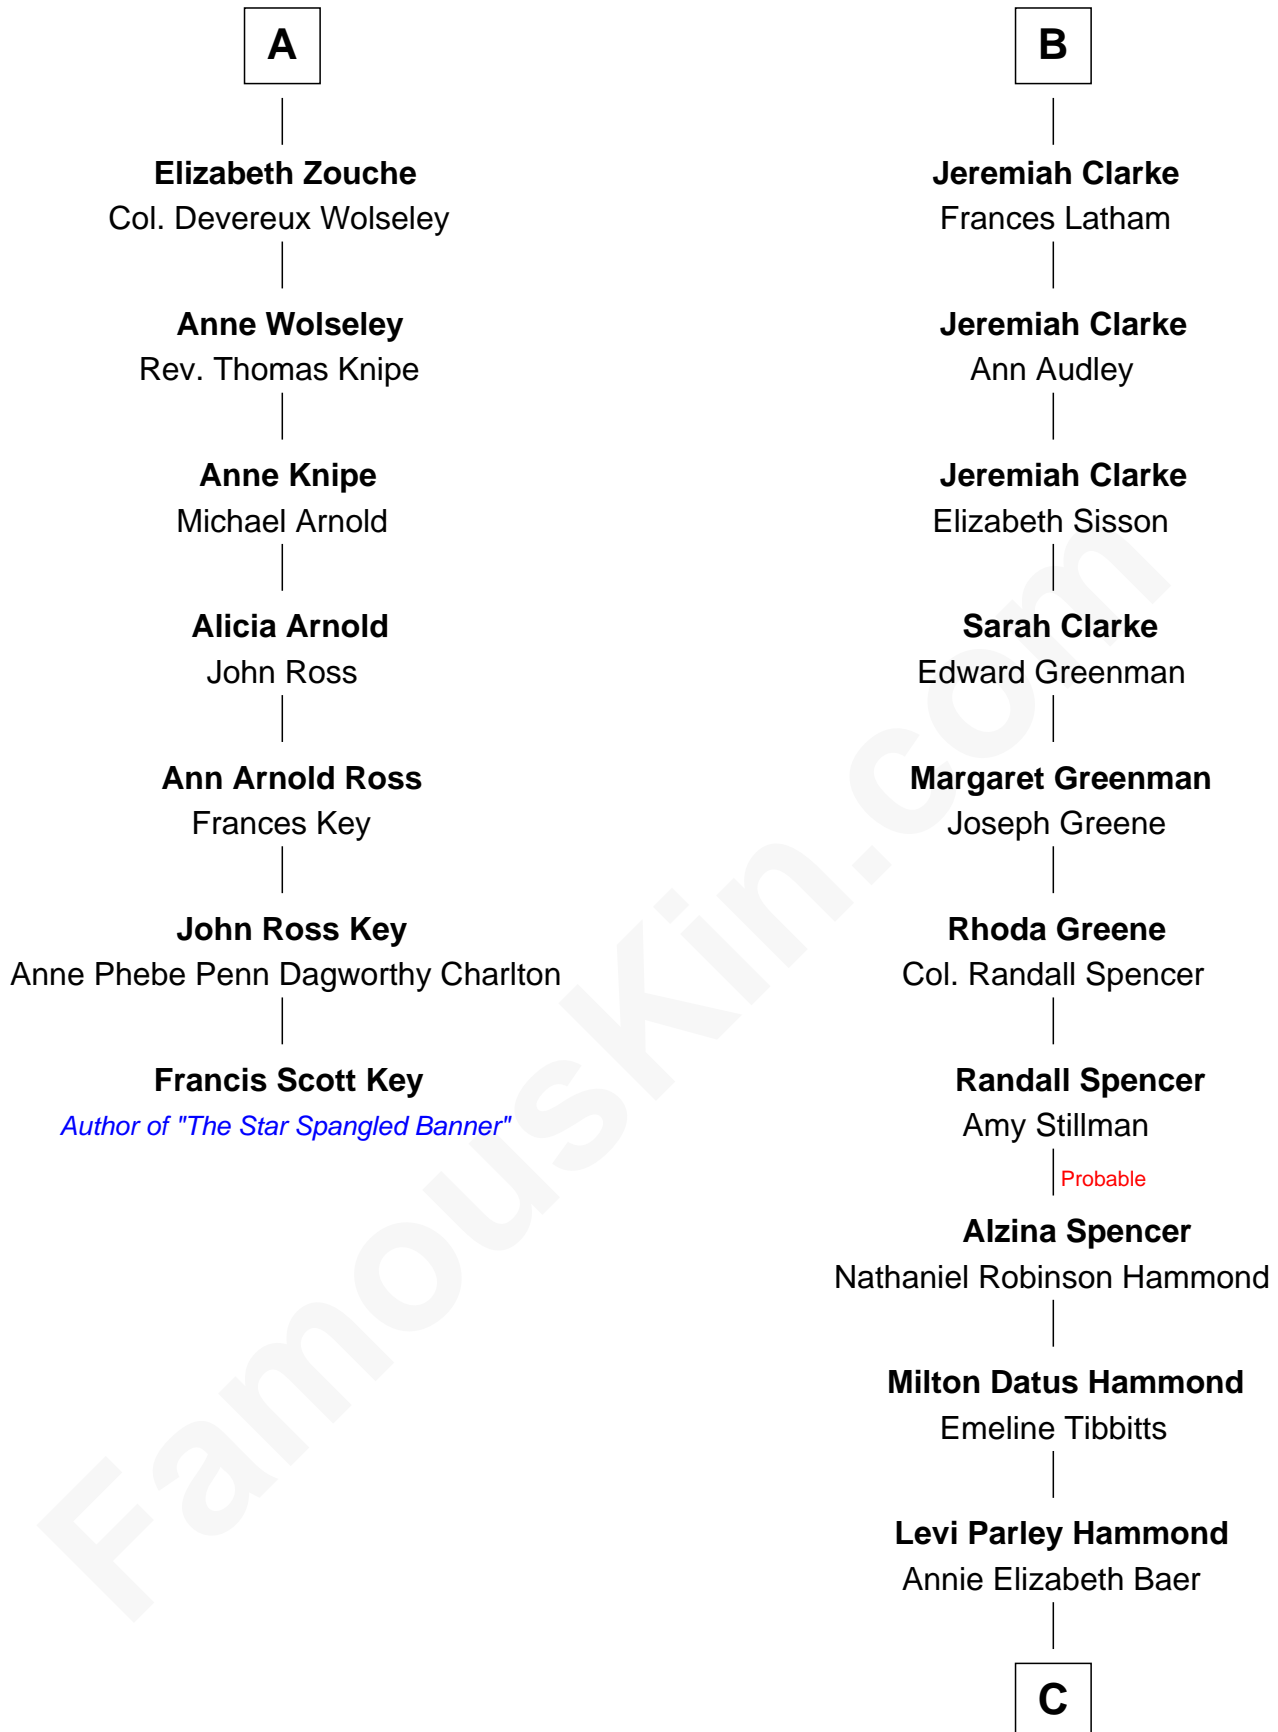 A
Elizabeth Zouche
Col. Devereux Wolseley
Anne Wolseley
Rev. Thomas Knipe
Anne Knipe
Michael Arnold
Alicia Arnold
John Ross
Ann Arnold Ross
Frances Key
John Ross Key
Anne Phebe Penn Dagworthy Charlton
Francis Scott Key
Author of "The Star Spangled Banner"
B
Jeremiah Clarke
Frances Latham
Jeremiah Clarke
Ann Audley
Jeremiah Clarke
Elizabeth Sisson
Sarah Clarke
Edward Greenman
Margaret Greenman
Joseph Greene
Rhoda Greene
Col. Randall Spencer
Randall Spencer
Amy Stillman
Probable
Alzina Spencer
Nathaniel Robinson Hammond
Milton Datus Hammond
Emeline Tibbitts
Levi Parley Hammond
Annie Elizabeth Baer
C
FamousKin.com